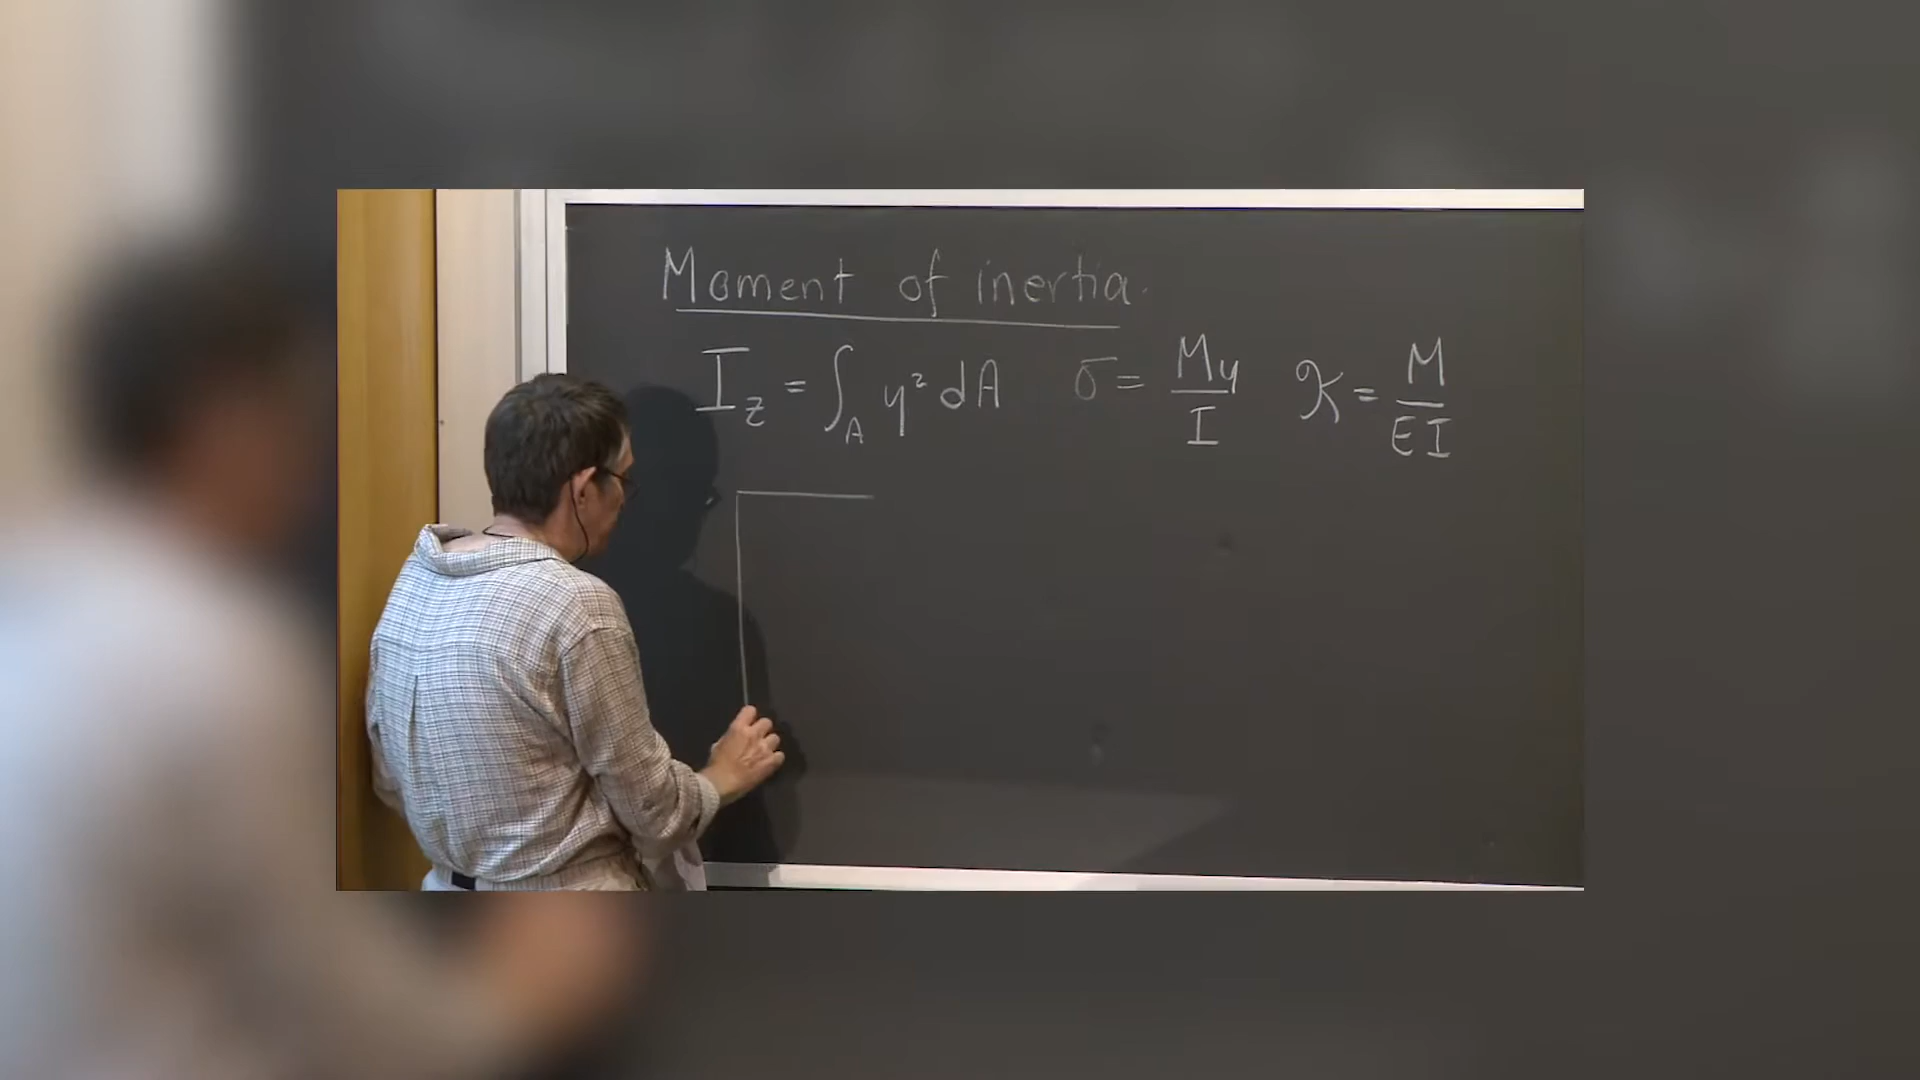 Moment of inertia.
I_z = ∫_A y² dA σ = My/I 𝒦 = M/EI